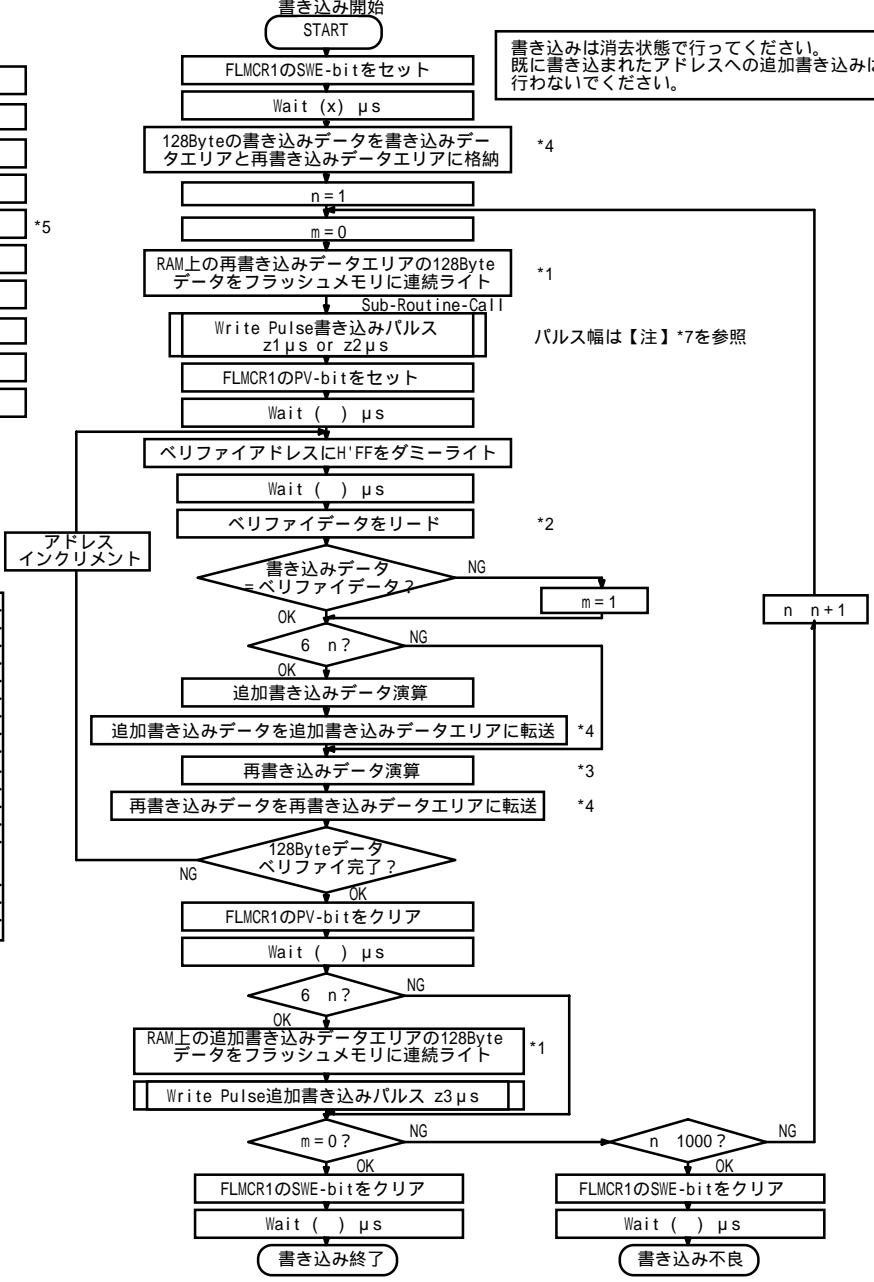 書き込み開始
START
書き込みは消去状態で行ってください。
既に書き込まれたアドレスへの追加書き込みは
行わないでください。
FLMCR1のSWE-bitをセット
Wait (x) μs
128Byteの書き込みデータを書き込みデー
タエリアと再書き込みデータエリアに格納
*4
n=1
*5
m=0
RAM上の再書き込みデータエリアの128Byte
データをフラッシュメモリに連続ライト
*1
Sub-Routine-Call
Write Pulse書き込みパルス
z1μs or z2μs
パルス幅は【注】*7を参照
FLMCR1のPV-bitをセット
Wait ( ) μs
ベリファイアドレスにH'FFをダミーライト
Wait ( ) μs
ベリファイデータをリード
*2
アドレス
インクリメント
書き込みデータ
=ベリファイデータ?
NG
m=1
n n+1
OK
6 n?
NG
OK
追加書き込みデータ演算
追加書き込みデータを追加書き込みデータエリアに転送
*4
再書き込みデータ演算
*3
再書き込みデータを再書き込みデータエリアに転送
*4
128Byteデータ
ベリファイ完了?
NG
OK
FLMCR1のPV-bitをクリア
Wait ( ) μs
6 n?
NG
OK
RAM上の追加書き込みデータエリアの128Byte
データをフラッシュメモリに連続ライト
*1
Write Pulse追加書き込みパルス z3μs
m=0?
NG
n 1000?
NG
OK
OK
FLMCR1のSWE-bitをクリア
FLMCR1のSWE-bitをクリア
Wait ( ) μs
Wait ( ) μs
書き込み終了
書き込み不良